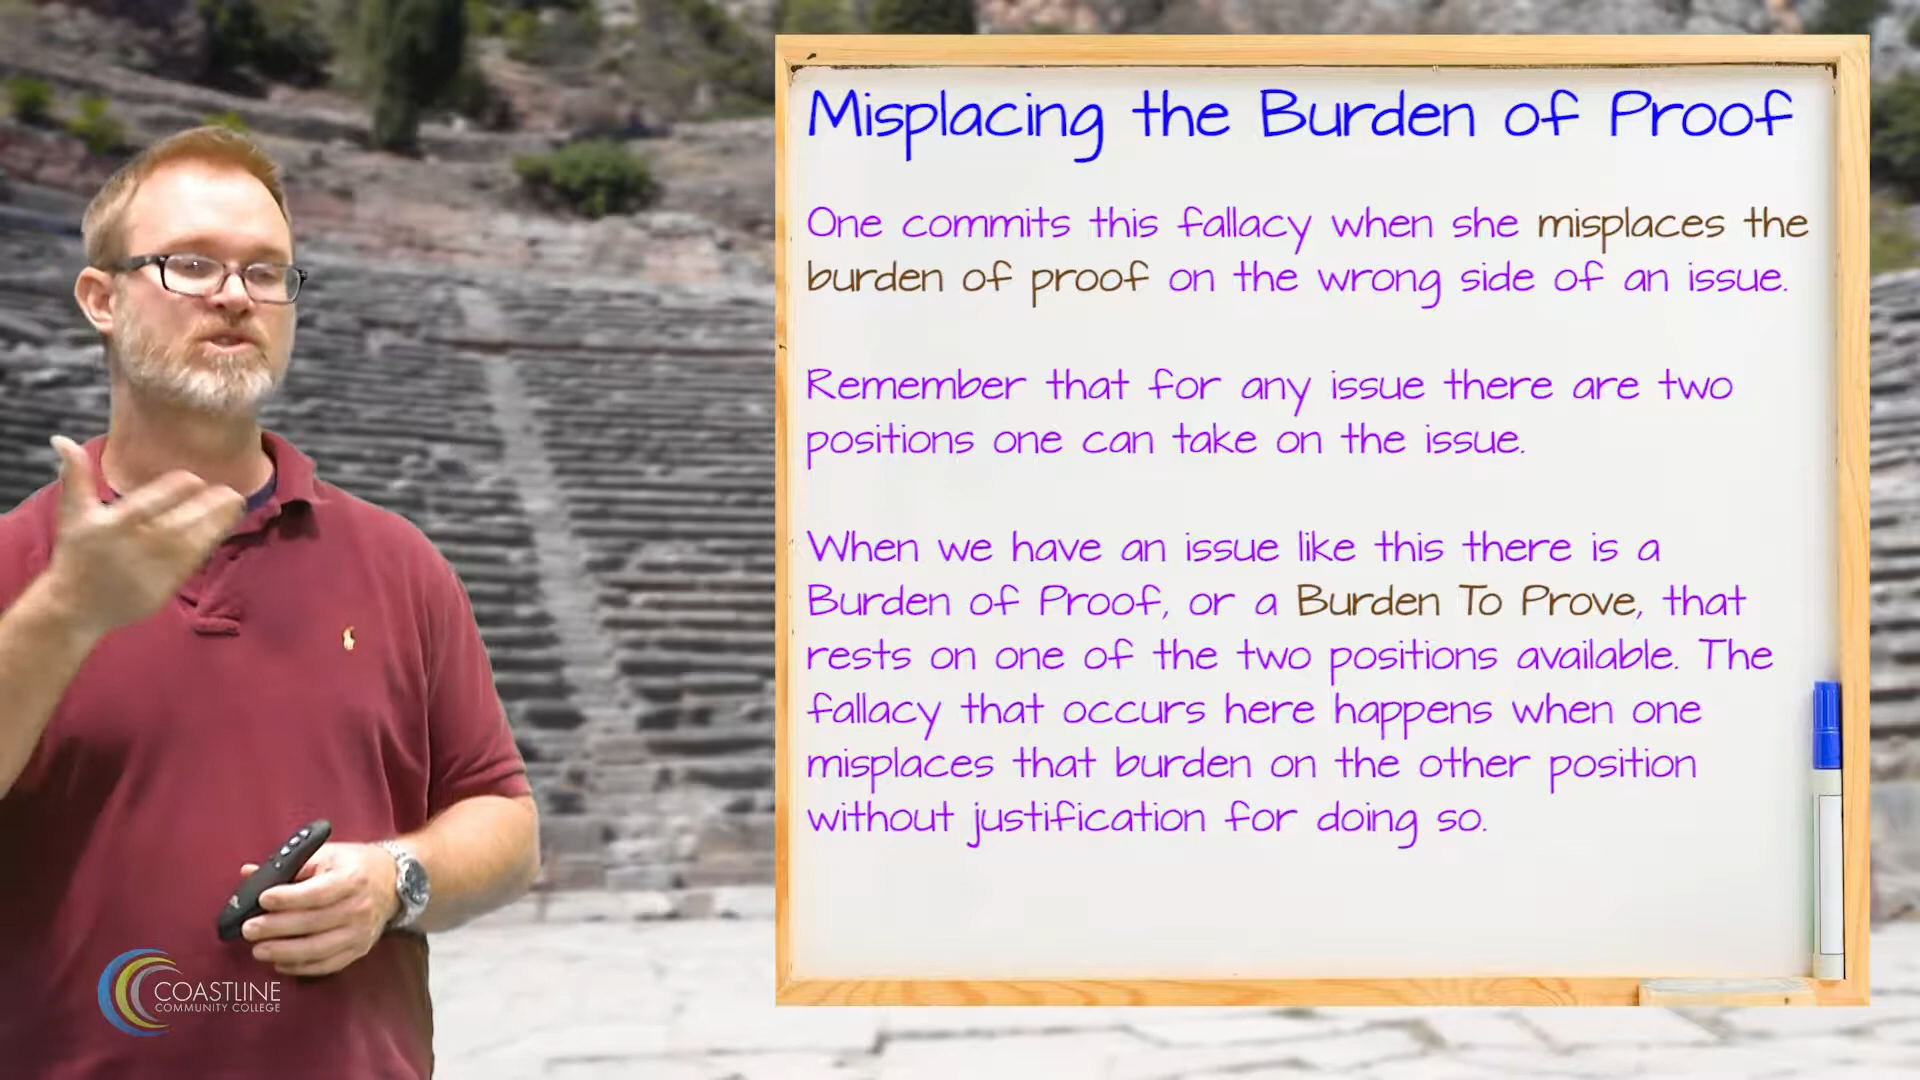 Misplacing the Burden of Proof
One commits this fallacy when she misplaces the
burden of proof on the wrong side of an issue.
Remember that for any issue there are two
positions one can take on the issue.
When we have an issue like this there is a
Burden of Proof, or a Burden To Prove, that
rests on one of the two positions available. The
fallacy that occurs here happens when one
misplaces that burden on the other position
without justification for doing so.
COASTLINE
COMMUNITY COLLEGE